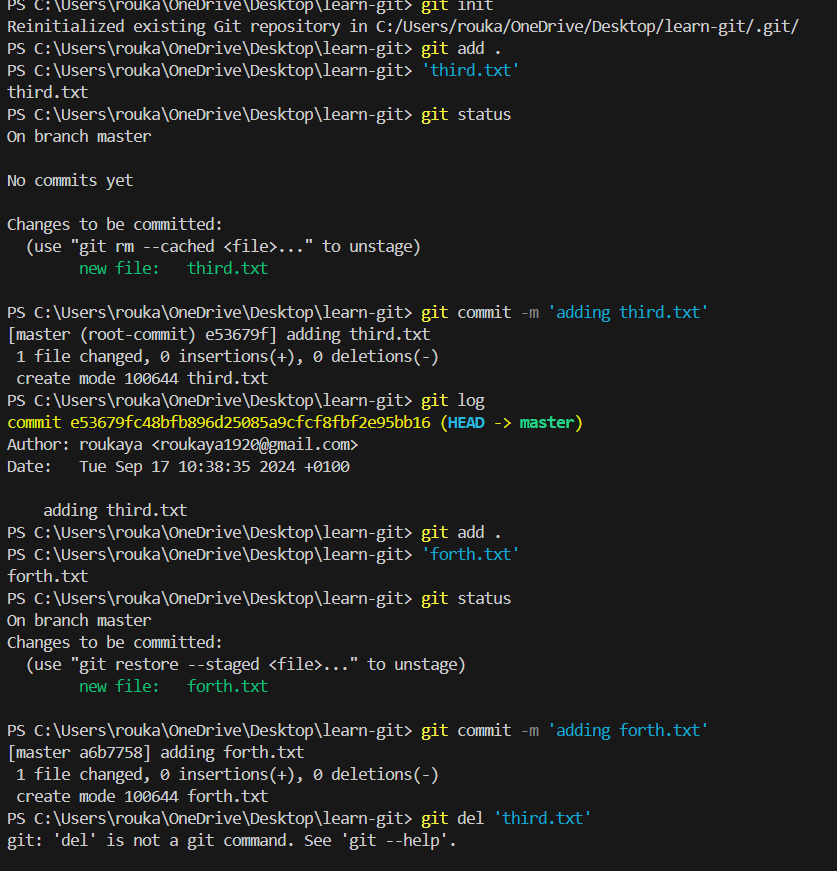 PS C:\Users\rouka\OneDrive\Desktop\learn-git> git init
Reinitialized existing Git repository in C:/Users/rouka/OneDrive/Desktop/learn-git/.git/
PS C:\Users\rouka\OneDrive\Desktop\learn-git> git add .
PS C:\Users\rouka\OneDrive\Desktop\learn-git> 'third.txt'
third.txt
PS C:\Users\rouka\OneDrive\Desktop\learn-git> git status
On branch master
No commits yet
Changes to be committed:
  (use "git rm --cached <file>..." to unstage)
        new file:   third.txt
PS C:\Users\rouka\OneDrive\Desktop\learn-git> git commit -m 'adding third.txt'
[master (root-commit) e53679f] adding third.txt
 1 file changed, 0 insertions(+), 0 deletions(-)
 create mode 100644 third.txt
PS C:\Users\rouka\OneDrive\Desktop\learn-git> git log
commit e53679fc48bfb896d25085a9cfcf8fbf2e95bb16 (HEAD -> master)
Author: roukaya <roukaya1920@gmail.com>
Date:   Tue Sep 17 10:38:35 2024 +0100
    adding third.txt
PS C:\Users\rouka\OneDrive\Desktop\learn-git> git add .
PS C:\Users\rouka\OneDrive\Desktop\learn-git> 'forth.txt'
forth.txt
PS C:\Users\rouka\OneDrive\Desktop\learn-git> git status
On branch master
Changes to be committed:
  (use "git restore --staged <file>..." to unstage)
        new file:   forth.txt
PS C:\Users\rouka\OneDrive\Desktop\learn-git> git commit -m 'adding forth.txt'
[master a6b7758] adding forth.txt
 1 file changed, 0 insertions(+), 0 deletions(-)
 create mode 100644 forth.txt
PS C:\Users\rouka\OneDrive\Desktop\learn-git> git del 'third.txt'
git: 'del' is not a git command. See 'git --help'.